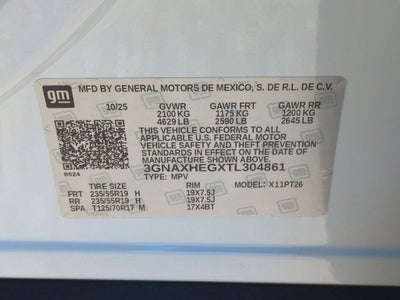 gm
MFD BY GENERAL MOTORS DE MEXICO, S. DE R.L. DE C.V.
10/25 GVWR GAWR FRT GAWR RR
2100 KG 1175 KG 1200 KG
4629 LB 2590 LB 2645 LB
THIS VEHICLE CONFORMS TO ALL
APPLICABLE U.S. FEDERAL MOTOR
VEHICLE SAFETY AND THEFT PREVENTION
STANDARDS IN EFFECT ON THE DATE
OF MANUFACTURE SHOWN ABOVE.
3GNAXHEGXTL304861
6624 TYPE: MPV
TIRE SIZE RIM MODEL: X11PT26
FRT 235/55R19 H 19X7.5J
RR 235/55R19 H 19X7.5J
SPA T125/70R17 M 17X4BT